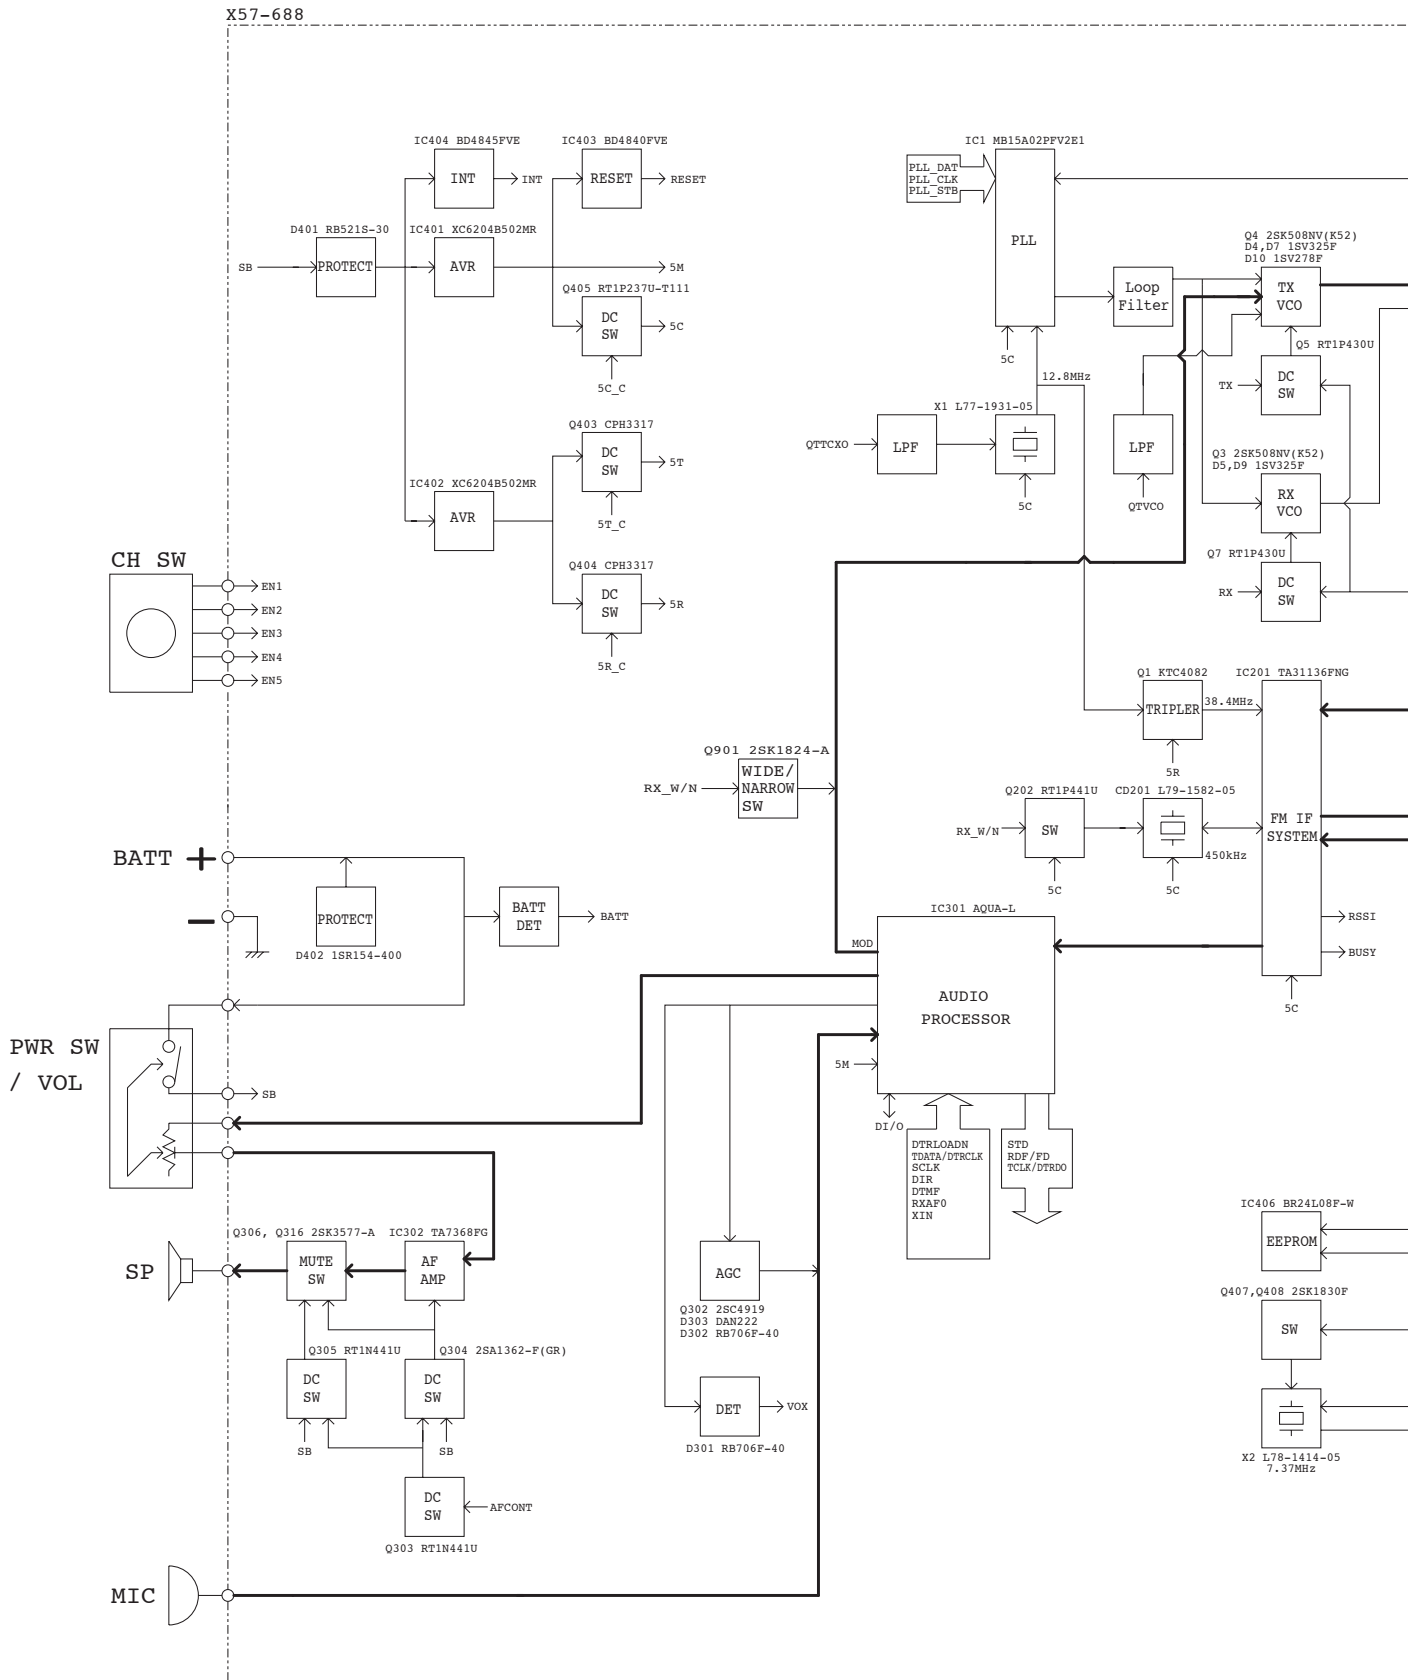 X57-688
IC404 BD4845FVE
INT
INT
IC403 BD4840FVE
RESET
RESET
D401 RB521S-30
SB
PROTECT
IC401 XC6204B502MR
AVR
5M
Q405 RT1P237U-T111
DC
SW
5C
5C_C
Q403 CPH3317
DC
SW
5T
5T_C
IC402 XC6204B502MR
AVR
Q404 CPH3317
DC
SW
5R
5R_C
IC1 MB15A02PFV2E1
PLL_DAT
PLL_CLK
PLL_STB
PLL
5C
Loop
Filter
Q4 2SK508NV(K52)
D4,D7 1SV325F
D10 1SV278F
TX
VCO
Q5 RT1P430U
TX
DC
SW
12.8MHz
X1 L77-1931-05
QTTCXO
LPF
5C
LPF
QTVCO
Q3 2SK508NV(K52)
D5,D9 1SV325F
RX
VCO
Q7 RT1P430U
RX
DC
SW
CH SW
EN1
EN2
EN3
EN4
EN5
Q1 KTC4082
TRIPLER
38.4MHz
5R
IC201 TA31136FNG
FM IF
SYSTEM
RSSI
BUSY
5C
Q901 2SK1824-A
RX_W/N
WIDE/
NARROW
SW
Q202 RT1P441U
RX_W/N
SW
5C
CD201 L79-1582-05
450kHz
5C
BATT +
−
PROTECT
D402 1SR154-400
BATT
DET
BATT
IC301 AQUA-L
MOD
AUDIO
PROCESSOR
5M
DI/O
DTRLOADN
TDATA/DTRCLK
SCLK
DIR
DTMF
RXAFO
XIN
STD
RDF/FD
TCLK/DTRDO
PWR SW
/ VOL
SB
Q306, Q316 2SK3577-A
IC302 TA7368FG
SP
MUTE
SW
AF
AMP
Q305 RT1N441U
DC
SW
SB
Q304 2SA1362-F(GR)
DC
SW
SB
DC
SW
AFCONT
Q303 RT1N441U
AGC
Q302 2SC4919
D303 DAN222
D302 RB706F-40
DET
VOX
D301 RB706F-40
IC406 BR24L08F-W
EEPROM
Q407,Q408 2SK1830F
SW
X2 L78-1414-05
7.37MHz
MIC